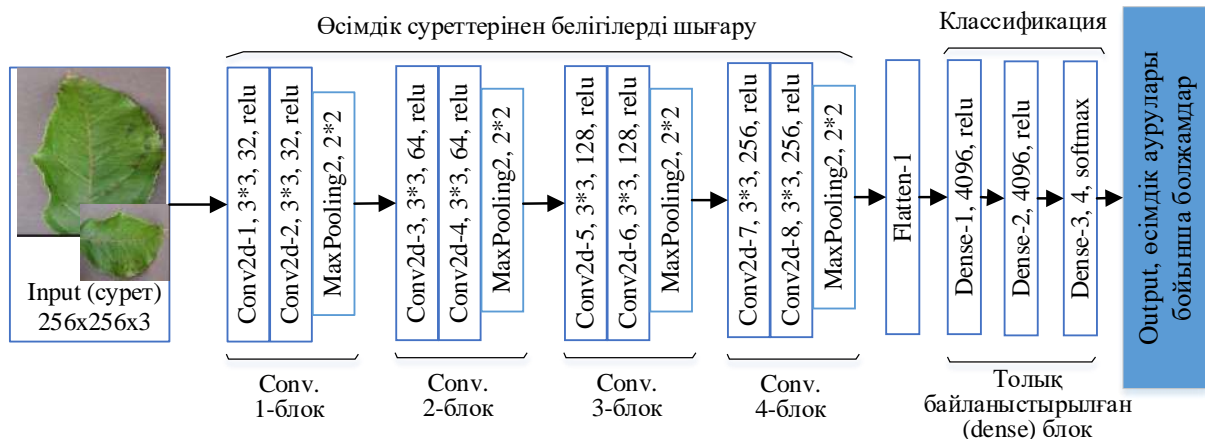 Өсімдік суреттерінен белігілерді шығару
Классификация
Input (сурет)
256x256x3
Conv2d-1, 3*3, 32, relu
Conv2d-2, 3*3, 32, relu
MaxPooling2, 2*2
Conv2d-3, 3*3, 64, relu
Conv2d-4, 3*3, 64, relu
MaxPooling2, 2*2
Conv2d-5, 3*3, 128, relu
Conv2d-6, 3*3, 128, relu
MaxPooling2, 2*2
Conv2d-7, 3*3, 256, relu
Conv2d-8, 3*3, 256, relu
MaxPooling2, 2*2
Flatten-1
Dense-1, 4096, relu
Dense-2, 4096, relu
Dense-3, 4, softmax
Output, өсімдік аурулары
бойынша болжамдар
Conv.
1-блок
Conv.
2-блок
Conv.
3-блок
Conv.
4-блок
Толық
байланыстырылған
(dense) блок